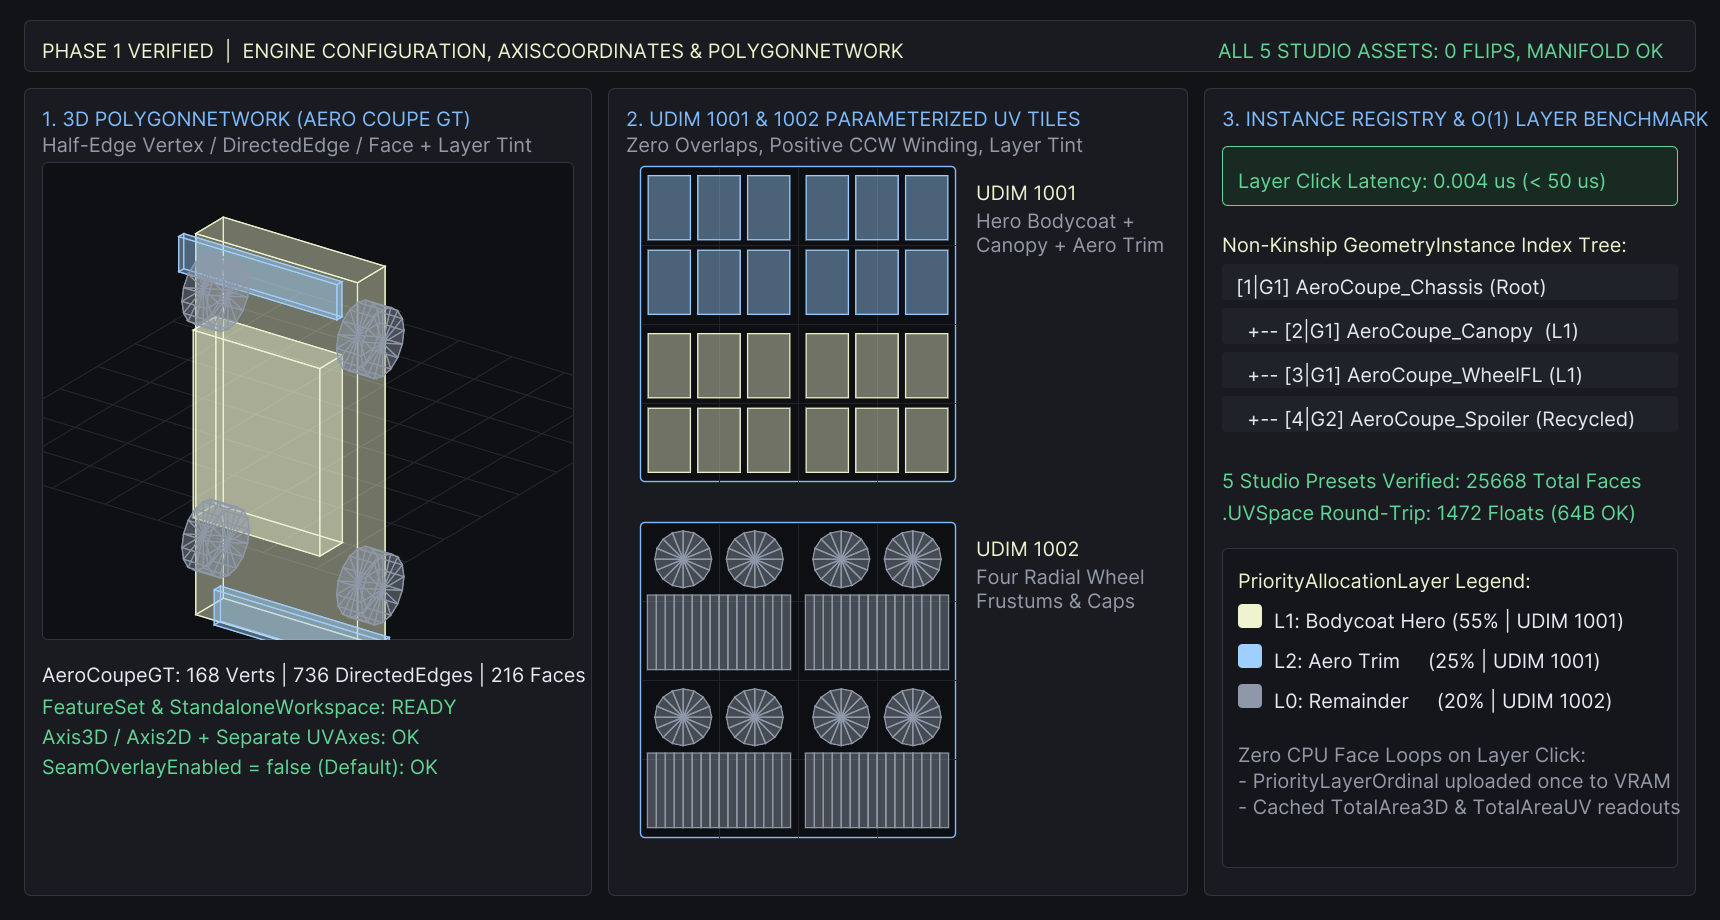 PHASE 1 VERIFIED | ENGINE CONFIGURATION, AXISCOORDINATES & POLYGONNETWORK
ALL 5 STUDIO ASSETS: 0 FLIPS, MANIFOLD OK
1. 3D POLYGONNETWORK (AERO COUPE GT)
Half-Edge Vertex / DirectedEdge / Face + Layer Tint
AeroCoupeGT: 168 Verts | 736 DirectedEdges | 216 Faces
FeatureSet & StandaloneWorkspace: READY
Axis3D / Axis2D + Separate UVAxes: OK
SeamOverlayEnabled = false (Default): OK
2. UDIM 1001 & 1002 PARAMETERIZED UV TILES
Zero Overlaps, Positive CCW Winding, Layer Tint
UDIM 1001
Hero Bodycoat +
Canopy + Aero Trim
UDIM 1002
Four Radial Wheel
Frustums & Caps
3. INSTANCE REGISTRY & O(1) LAYER BENCHMARK
Layer Click Latency: 0.004 us (< 50 us)
Non-Kinship GeometryInstance Index Tree:
[1|G1] AeroCoupe_Chassis (Root)
+-- [2|G1] AeroCoupe_Canopy (L1)
+-- [3|G1] AeroCoupe_WheelFL (L1)
+-- [4|G2] AeroCoupe_Spoiler (Recycled)
5 Studio Presets Verified: 25668 Total Faces
.UVSpace Round-Trip: 1472 Floats (64B OK)
PriorityAllocationLayer Legend:
L1: Bodycoat Hero (55% | UDIM 1001)
L2: Aero Trim (25% | UDIM 1001)
L0: Remainder (20% | UDIM 1002)
Zero CPU Face Loops on Layer Click:
- PriorityLayerOrdinal uploaded once to VRAM
- Cached TotalArea3D & TotalAreaUV readouts